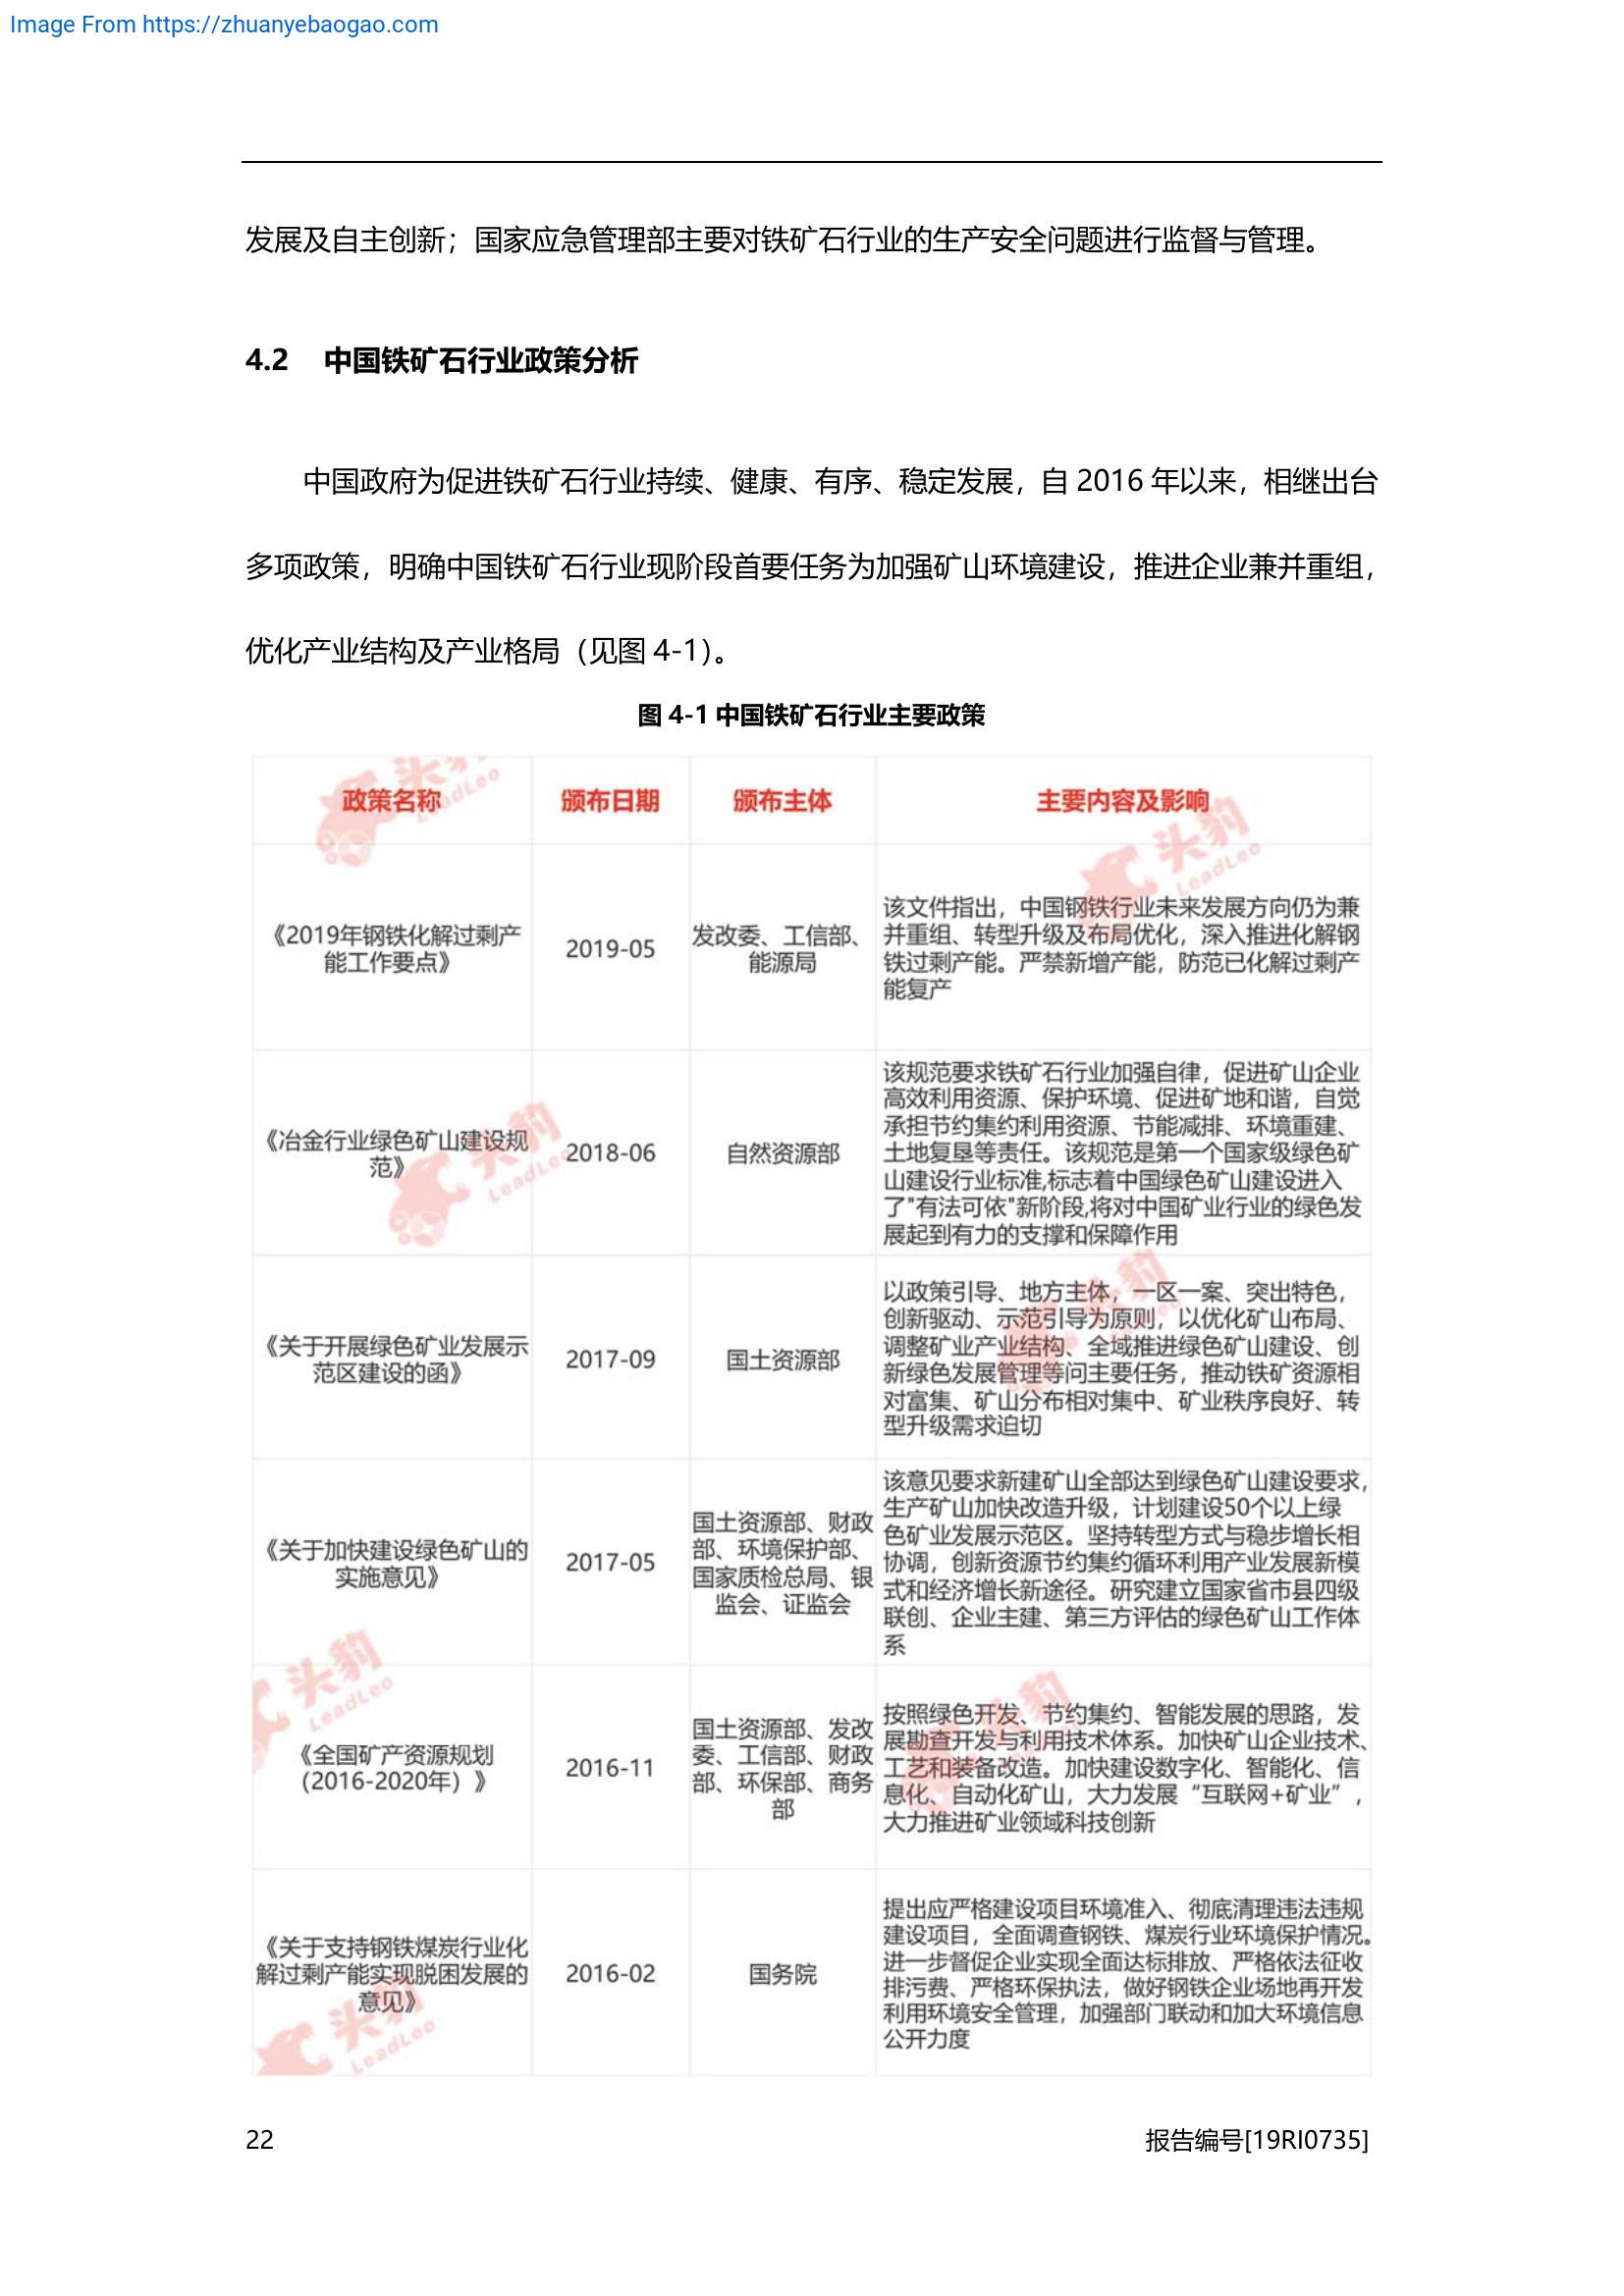 Image From https://zhuanyebaogao.com
发展及自主创新；国家应急管理部主要对铁矿石行业的生产安全问题进行监督与管理。
4.2 中国铁矿石行业政策分析
中国政府为促进铁矿石行业持续、健康、有序、稳定发展，自 2016 年以来，相继出台
多项政策，明确中国铁矿石行业现阶段首要任务为加强矿山环境建设，推进企业兼并重组，
优化产业结构及产业格局（见图 4-1）。
图 4-1 中国铁矿石行业主要政策
政策名称 颁布日期 颁布主体 主要内容及影响
《2019年钢铁化解过剩产
能工作要点》
2019-05
发改委、工信部、
能源局
该文件指出，中国钢铁行业未来发展方向仍为兼
并重组、转型升级及布局优化，深入推进化解钢
铁过剩产能。严禁新增产能，防范已化解过剩产
能复产
《冶金行业绿色矿山建设规
范》
2018-06
自然资源部
该规范要求铁矿石行业加强自律，促进矿山企业
高效利用资源、保护环境、促进矿地和谐，自觉
承担节约集约利用资源、节能减排、环境重建、
土地复垦等责任。该规范是第一个国家级绿色矿
山建设行业标准,标志着中国绿色矿山建设进入
了"有法可依"新阶段,将对中国矿业行业的绿色发
展起到有力的支撑和保障作用
《关于开展绿色矿业发展示
范区建设的函》
2017-09
国土资源部
以政策引导、地方主体，一区一案、突出特色，
创新驱动、示范引导为原则，以优化矿山布局、
调整矿业产业结构、全域推进绿色矿山建设、创
新绿色发展管理等问主要任务，推动铁矿资源相
对富集、矿山分布相对集中、矿业秩序良好、转
型升级需求迫切
《关于加快建设绿色矿山的
实施意见》
2017-05
国土资源部、财政
部、环境保护部、
国家质检总局、银
监会、证监会
该意见要求新建矿山全部达到绿色矿山建设要求，
生产矿山加快改造升级，计划建设50个以上绿
色矿业发展示范区。坚持转型方式与稳步增长相
协调，创新资源节约集约循环利用产业发展新模
式和经济增长新途径。研究建立国家省市县四级
联创、企业主建、第三方评估的绿色矿山工作体
系
《全国矿产资源规划
（2016-2020年）》
2016-11
国土资源部、发改
委、工信部、财政
部、环保部、商务
部
按照绿色开发、节约集约、智能发展的思路，发
展勘查开发与利用技术体系。加快矿山企业技术、
工艺和装备改造。加快建设数字化、智能化、信
息化、自动化矿山，大力发展“互联网+矿业”，
大力推进矿业领域科技创新
《关于支持钢铁煤炭行业化
解过剩产能实现脱困发展的
意见》
2016-02
国务院
提出应严格建设项目环境准入、彻底清理违法违规
建设项目，全面调查钢铁、煤炭行业环境保护情况。
进一步督促企业实现全面达标排放、严格依法征收
排污费、严格环保执法，做好钢铁企业场地再开发
利用环境安全管理，加强部门联动和加大环境信息
公开力度
头豹
LeadLeo
22 报告编号[19RI0735]